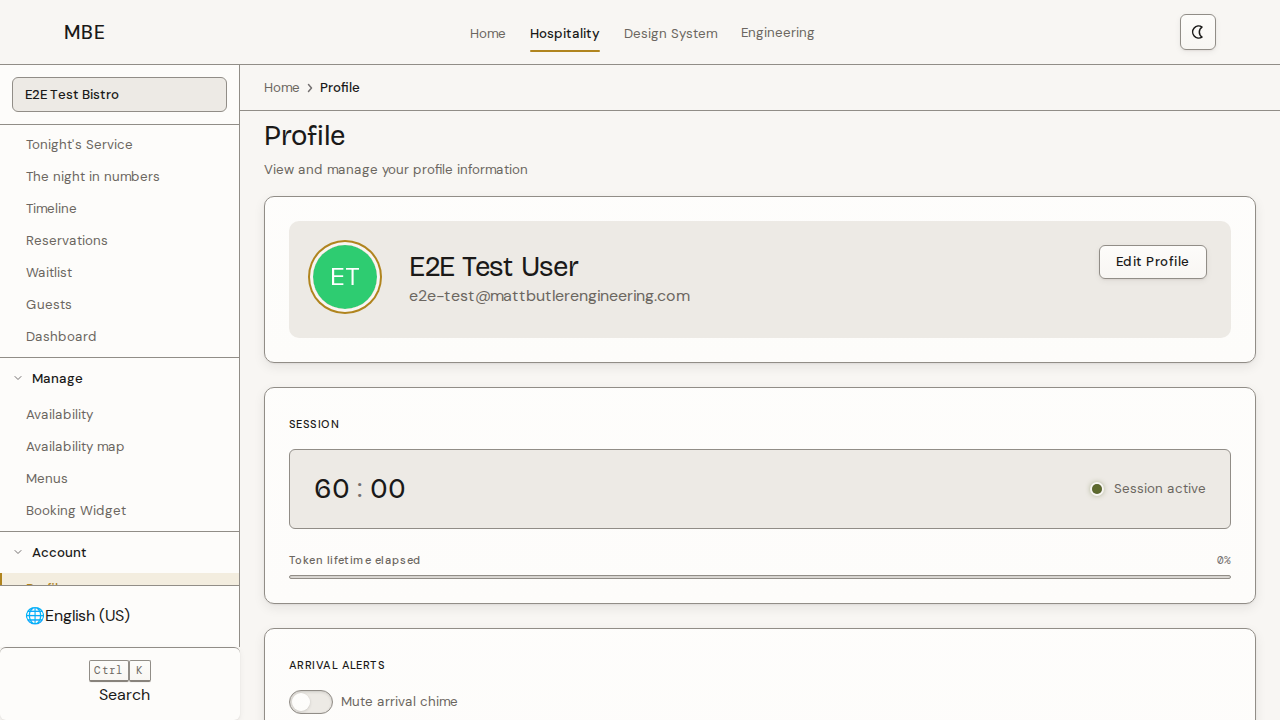 MBE
Home
Hospitality
Design System
Engineering
E2E Test Bistro
Tonight's Service
The night in numbers
Timeline
Reservations
Waitlist
Guests
Dashboard
Manage
Availability
Availability map
Menus
Booking Widget
Account
English (US)
Ctrl K
Search
Home > Profile
Profile
View and manage your profile information
ET
E2E Test User
e2e-test@mattbutlerengineering.com
Edit Profile
SESSION
60 : 00
Session active
Token lifetime elapsed
0%
ARRIVAL ALERTS
Mute arrival chime